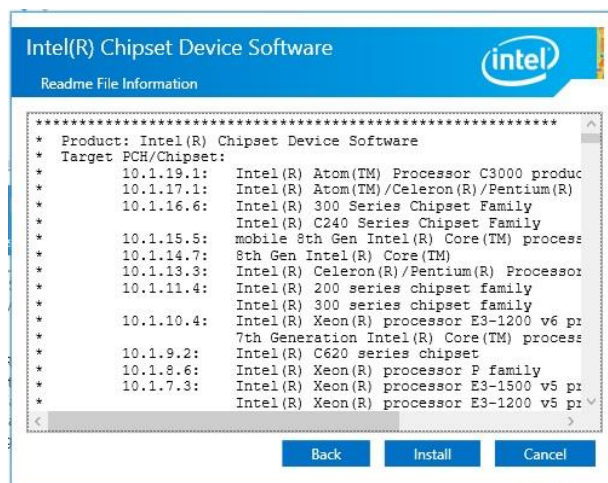 Intel(R) Chipset Device Software
intel
Readme File Information
*************************************************************
* Product: Intel(R) Chipset Device Software
* Target PCH/Chipset:
* 10.1.19.1: Intel(R) Atom(TM) Processor C3000 produc
* 10.1.17.1: Intel(R) Atom(TM)/Celeron(R)/Pentium(R)
* 10.1.16.6: Intel(R) 300 Series Chipset Family
* Intel(R) C240 Series Chipset Family
* 10.1.15.5: mobile 8th Gen Intel(R) Core(TM) process
* 10.1.14.7: 8th Gen Intel(R) Core(TM)
* 10.1.13.3: Intel(R) Celeron(R)/Pentium(R) Processor
* 10.1.11.4: Intel(R) 200 series chipset family
* Intel(R) 300 series chipset family
* 10.1.10.4: Intel(R) Xeon(R) processor E3-1200 v6 pr
* 7th Generation Intel(R) Core(TM) process
* 10.1.9.2: Intel(R) C620 series chipset
* 10.1.8.6: Intel(R) Xeon(R) processor P family
* 10.1.7.3: Intel(R) Xeon(R) processor E3-1500 v5 pr
* Intel(R) Xeon(R) processor E3-1200 v5 pr
Back Install Cancel